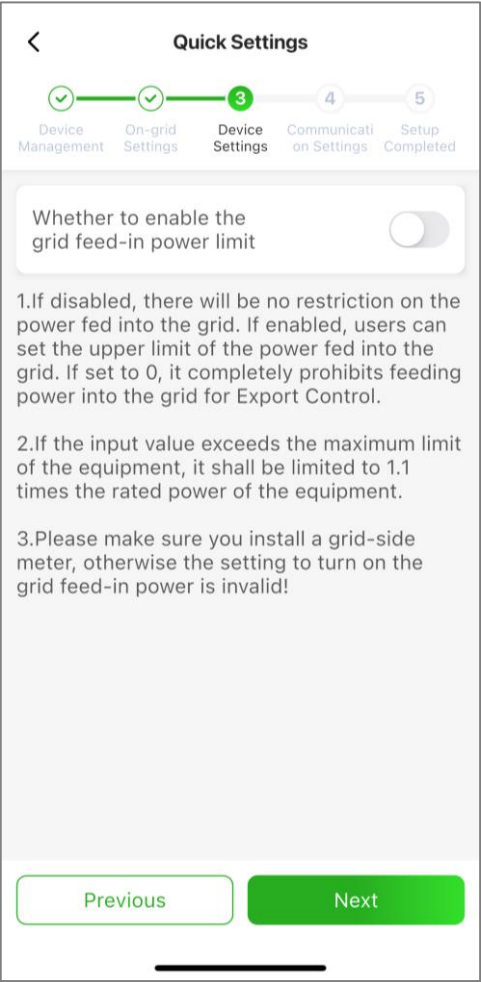 Quick Settings
3
4
5
Device
Management
On-grid
Settings
Device
Settings
Communicati
on Settings
Setup
Completed
Whether to enable the
grid feed-in power limit
1.If disabled, there will be no restriction on the
power fed into the grid. If enabled, users can
set the upper limit of the power fed into the
grid. If set to 0, it completely prohibits feeding
power into the grid for Export Control.
2.If the input value exceeds the maximum limit
of the equipment, it shall be limited to 1.1
times the rated power of the equipment.
3.Please make sure you install a grid-side
meter, otherwise the setting to turn on the
grid feed-in power is invalid!
Previous
Next